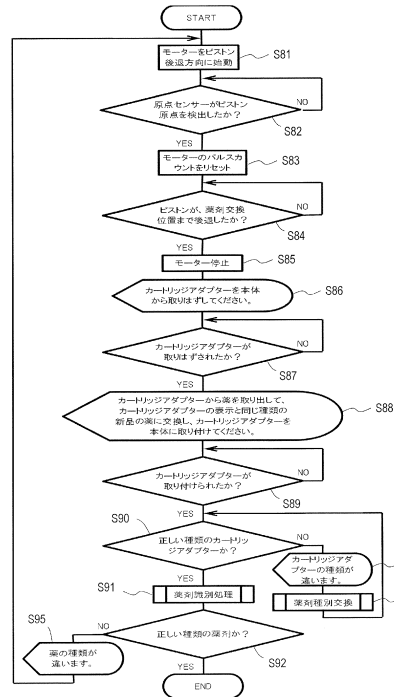 START
モーターをピストン
後退方向に始動
S81
原点センサーがピストン
原点を検出したか？
NO
S82
YES
モーターのパルスカ
ウントをリセット
S83
ピストンが、薬剤交換
位置まで後退したか？
NO
S84
YES
モーター停止
S85
カートリッジアダプターを本体
から取りはずしてください。
S86
カートリッジアダプターが
取りはずされたか？
NO
S87
YES
カートリッジアダプターから薬を取り出して、
カートリッジアダプターの表示と同じ種類の
新品の薬に交換し、カートリッジアダプターを
本体に取り付けてください。
S88
カートリッジアダプターが
取り付けられたか？
NO
S89
YES
S90
正しい種類のカートリッ
ジアダプターか？
NO
カートリッジアダ
プターの種類が
違います。
YES
S91
薬剤識別処理
薬剤種別交換
S95
NO
正しい種類の薬剤か？
薬の種類が
違います。
S92
YES
END